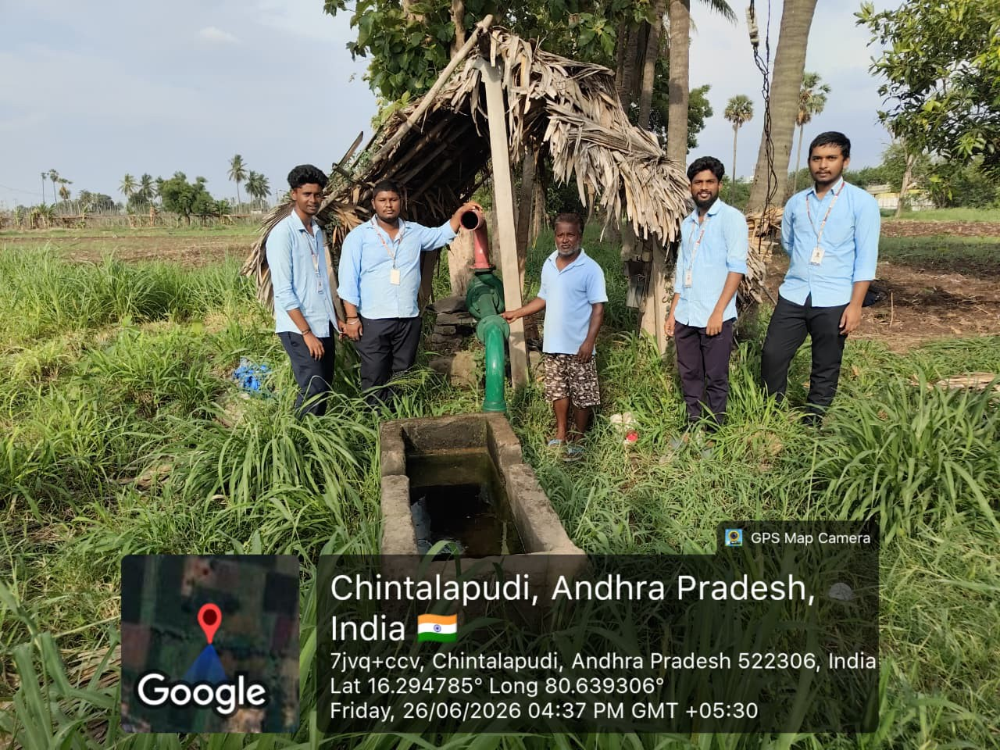 GPS Map Camera
Chintalapudi, Andhra Pradesh,
India 🇮🇳
7jvq+ccv, Chintalapudi, Andhra Pradesh 522306, India
Lat 16.294785° Long 80.639306°
Friday, 26/06/2026 04:37 PM GMT +05:30
Google